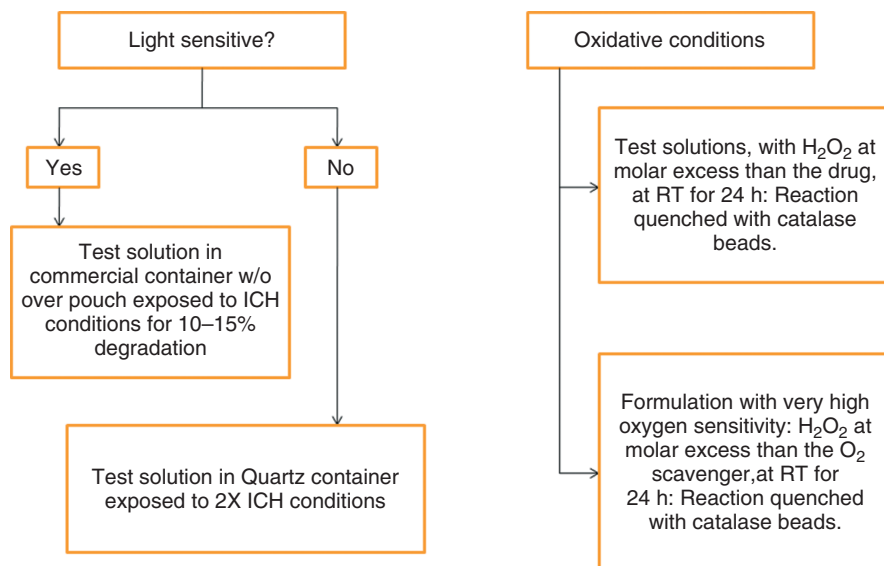 Light sensitive?
Yes
No
Test solution in
commercial container w/o
over pouch exposed to ICH
conditions for 10–15%
degradation
Test solution in Quartz container
exposed to 2X ICH conditions
Oxidative conditions
Test solutions, with H₂O₂ at
molar excess than the drug,
at RT for 24 h: Reaction
quenched with catalase
beads.
Formulation with very high
oxygen sensitivity: H₂O₂ at
molar excess than the O₂
scavenger,at RT for
24 h: Reaction quenched
with catalase beads.